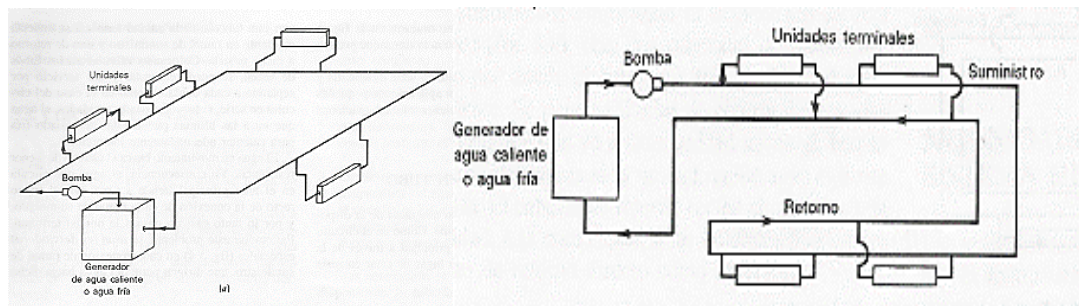 Unidades
terminales
Bomba
Generador
de agua caliente
o agua fría
(a)
Unidades terminales
Bomba
Suministro
Generador de
agua caliente
o agua fría
Retorno